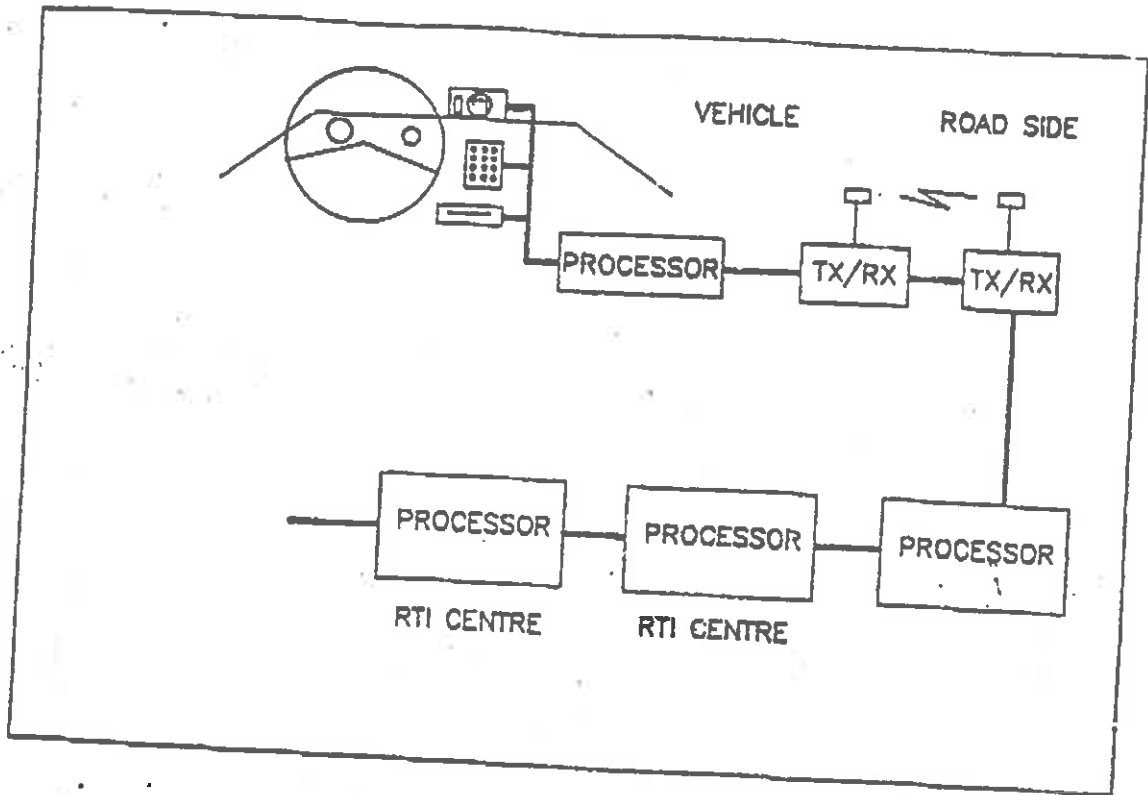 VEHICLE
ROAD SIDE
PROCESSOR
TX/RX
TX/RX
PROCESSOR
PROCESSOR
PROCESSOR
RTI CENTRE
RTI CENTRE